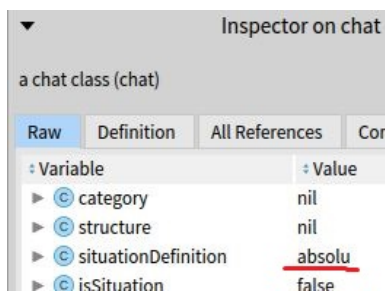 Inspector on chat
a chat class (chat)
Raw Definition All References
Variable Value
category nil
structure nil
situationDefinition absolu
isSituation false